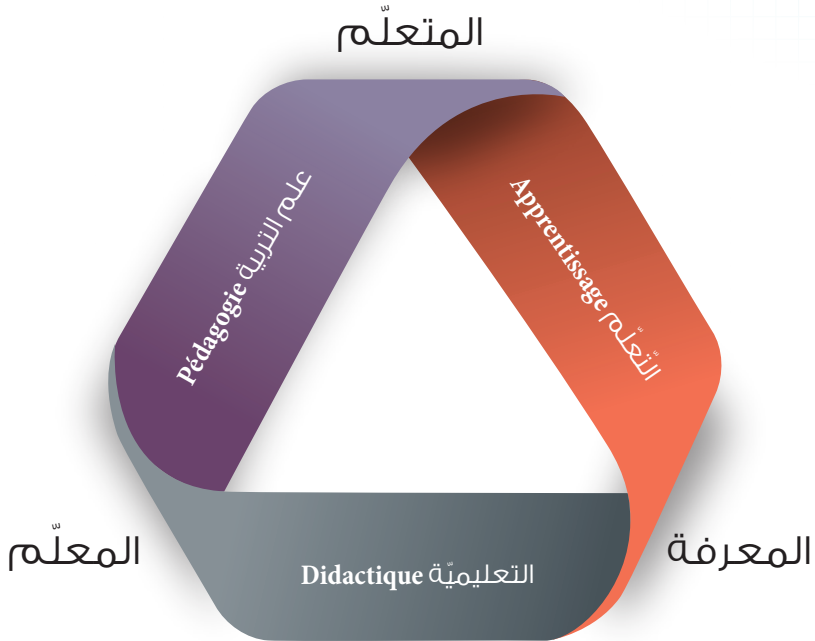 المتعلّم
علم التربية Pédagogie
Apprentissage التّعلّم
المعلّم
المعرفة
التعليميّة Didactique